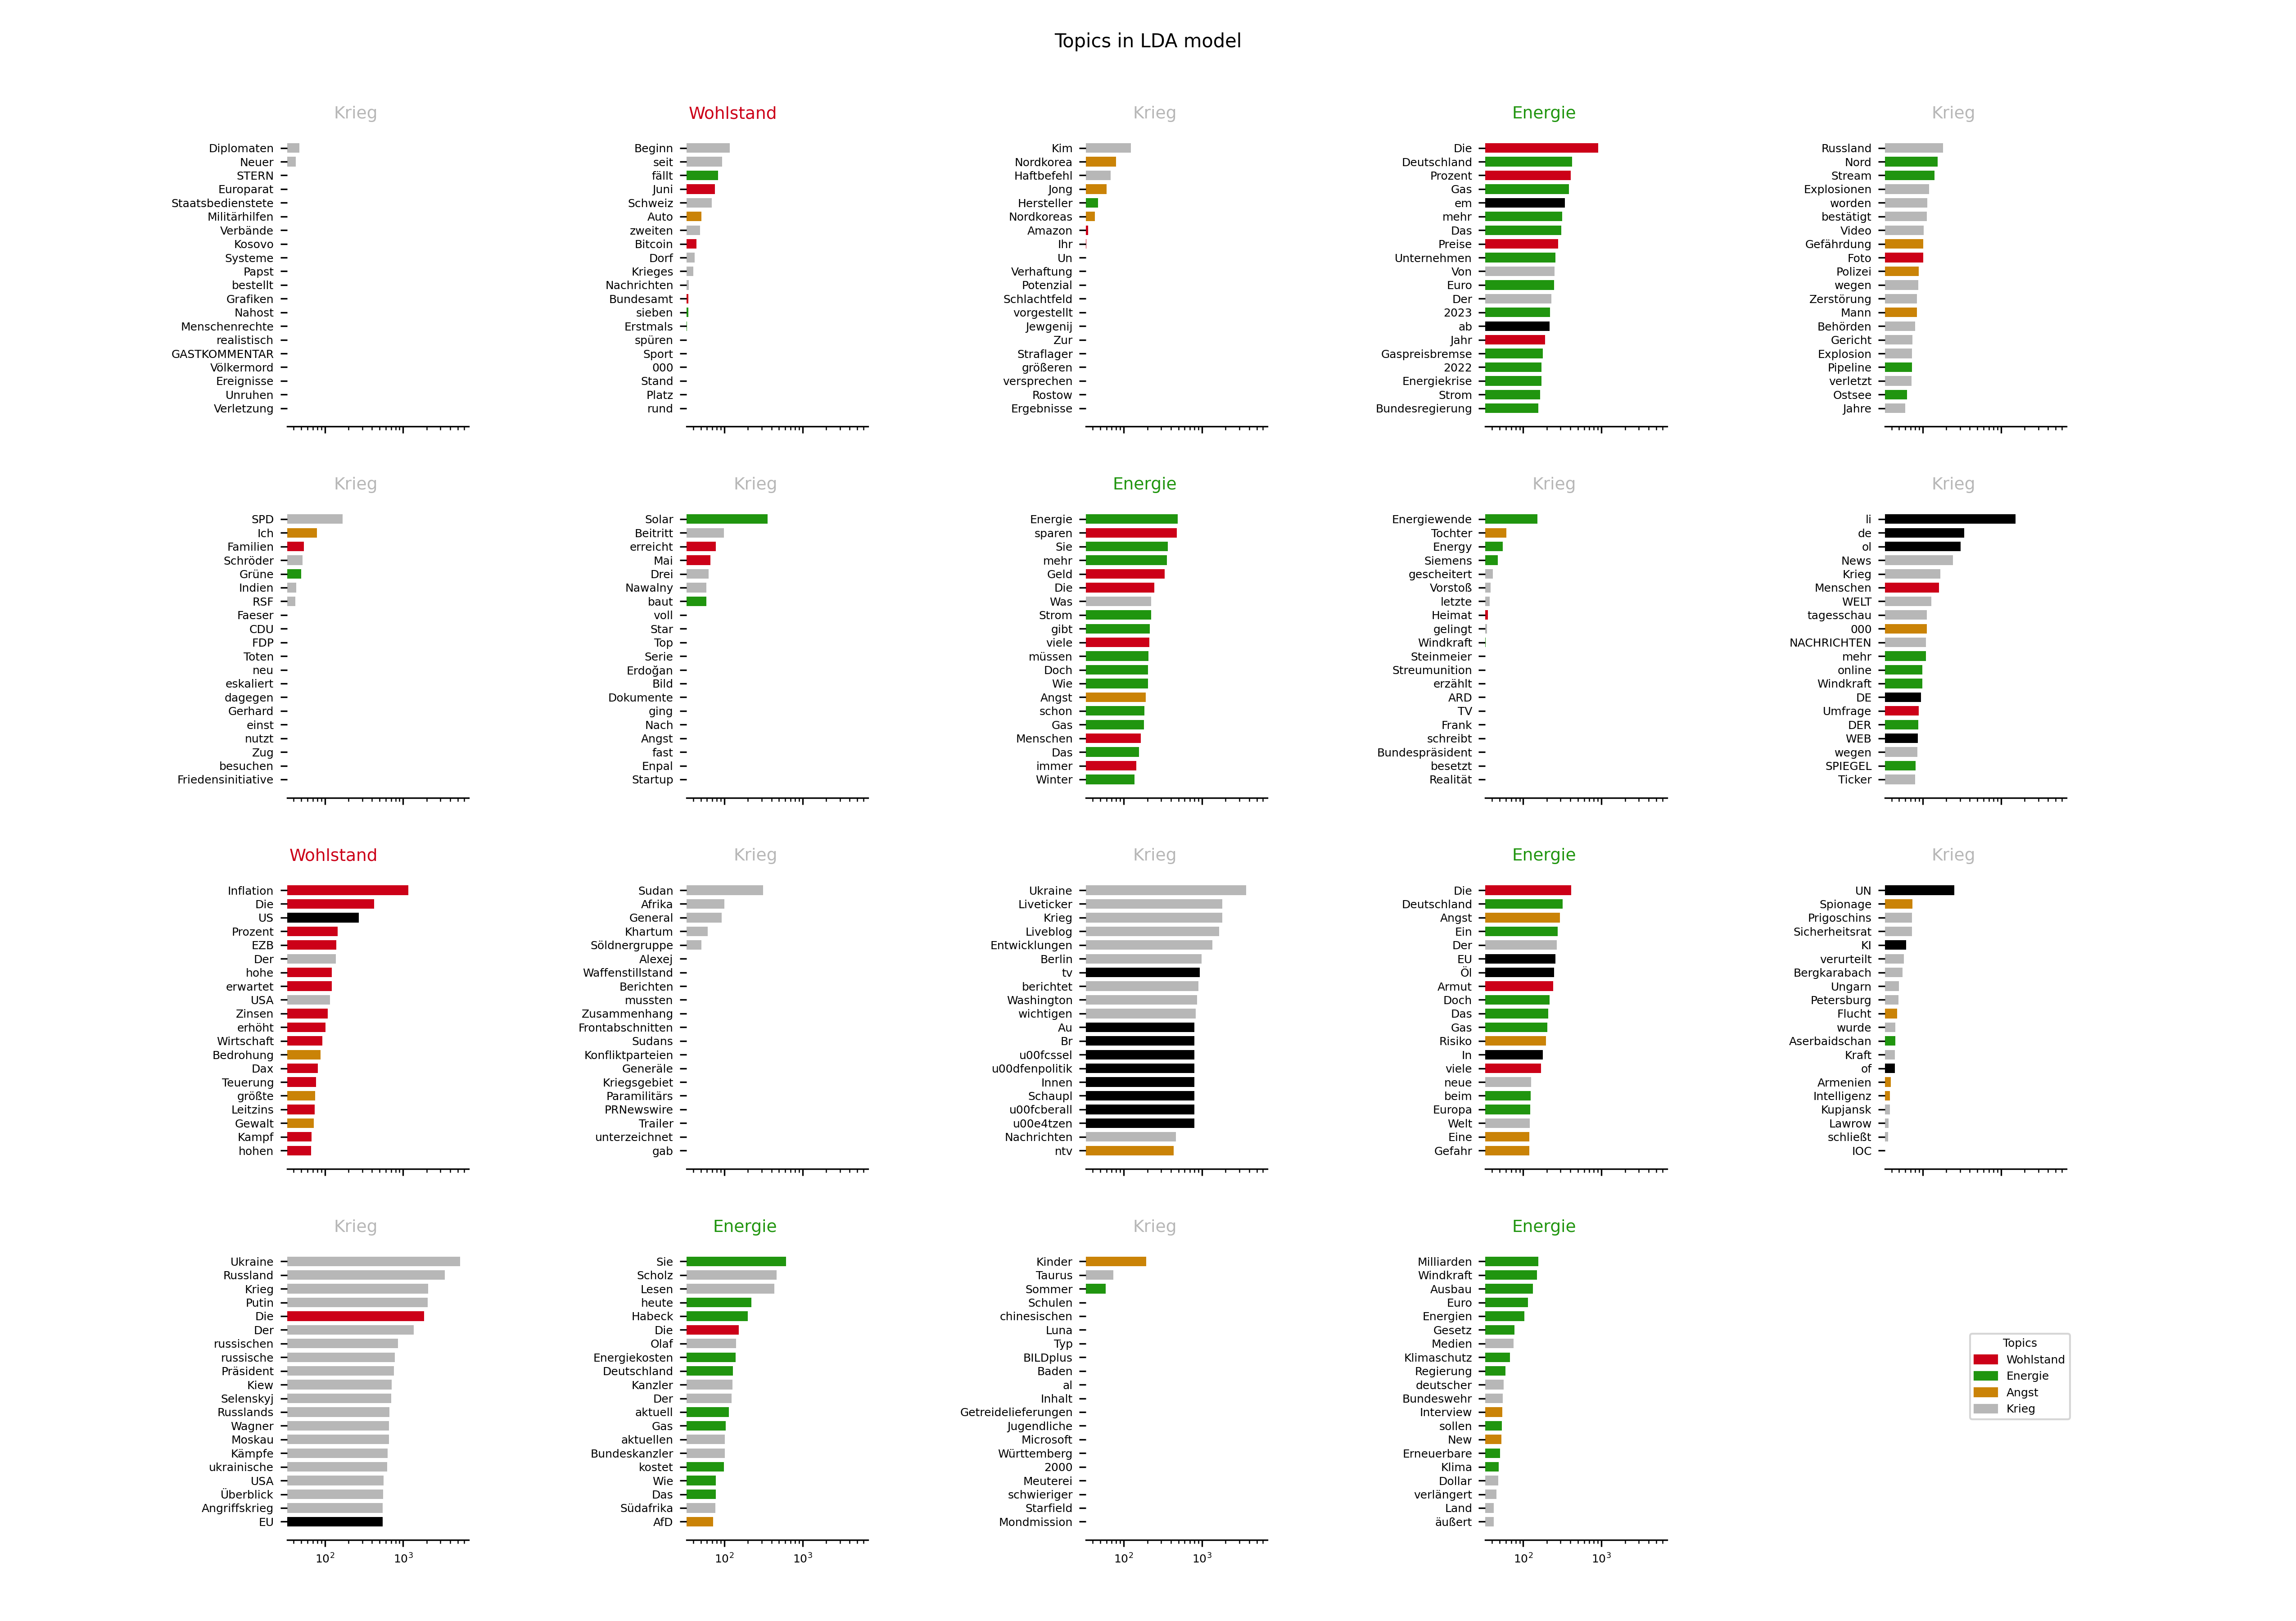 Topics in LDA model
Krieg
Diplomaten
Neuer
STERN
Europarat
Staatsbedienstete
Militärhilfen
Verbände
Kosovo
Systeme
Papst
bestellt
Grafiken
Nahost
Menschenrechte
realistisch
GASTKOMMENTAR
Völkermord
Ereignisse
Unruhen
Verletzung
Wohlstand
Beginn
seit
fällt
Juni
Schweiz
Auto
zweiten
Bitcoin
Dorf
Krieges
Nachrichten
Bundesamt
sieben
Erstmals
spüren
Sport
000
Stand
Platz
rund
Krieg
Kim
Nordkorea
Haftbefehl
Jong
Hersteller
Nordkoreas
Amazon
Ihr
Un
Verhaftung
Potenzial
Schlachtfeld
vorgestellt
Jewgenij
Zur
Straflager
größeren
versprechen
Rostow
Ergebnisse
Energie
Die
Deutschland
Prozent
Gas
em
mehr
Das
Preise
Unternehmen
Von
Euro
Der
2023
ab
Jahr
Gaspreisbremse
2022
Energiekrise
Strom
Bundesregierung
Krieg
Russland
Nord
Stream
Explosionen
worden
bestätigt
Video
Gefährdung
Foto
Polizei
wegen
Zerstörung
Mann
Behörden
Gericht
Explosion
Pipeline
verletzt
Ostsee
Jahre
Krieg
SPD
Ich
Familien
Schröder
Grüne
Indien
RSF
Faeser
CDU
FDP
Toten
neu
eskaliert
dagegen
Gerhard
einst
nutzt
Zug
besuchen
Friedensinitiative
Krieg
Solar
Beitritt
erreicht
Mai
Drei
Nawalny
baut
voll
Star
Top
Serie
Erdoğan
Bild
Dokumente
ging
Nach
Angst
fast
Enpal
Startup
Energie
Energie
sparen
Sie
mehr
Geld
Die
Was
Strom
gibt
viele
müssen
Doch
Wie
Angst
schon
Gas
Menschen
Das
immer
Winter
Krieg
Energiewende
Tochter
Energy
Siemens
gescheitert
Vorstoß
letzte
Heimat
gelingt
Windkraft
Steinmeier
Streumunition
erzählt
ARD
TV
Frank
schreibt
Bundespräsident
besetzt
Realität
Krieg
li
de
ol
News
Krieg
Menschen
WELT
tagesschau
000
NACHRICHTEN
mehr
online
Windkraft
DE
Umfrage
DER
WEB
wegen
SPIEGEL
Ticker
Wohlstand
Inflation
Die
US
Prozent
EZB
Der
hohe
erwartet
USA
Zinsen
erhöht
Wirtschaft
Bedrohung
Dax
Teuerung
größte
Leitzins
Gewalt
Kampf
hohen
Krieg
Sudan
Afrika
General
Khartum
Söldnergruppe
Alexej
Waffenstillstand
Berichten
mussten
Zusammenhang
Frontabschnitten
Sudans
Konfliktparteien
Generäle
Kriegsgebiet
Paramilitärs
PRNewswire
Trailer
unterzeichnet
gab
Krieg
Ukraine
Liveticker
Krieg
Liveblog
Entwicklungen
Berlin
tv
berichtet
Washington
wichtigen
Au
Br
u00fcssel
u00dfenpolitik
Innen
Schaupl
u00fcberall
u00e4tzen
Nachrichten
ntv
Energie
Die
Deutschland
Angst
Ein
Der
EU
Öl
Armut
Doch
Das
Gas
Risiko
In
viele
neue
beim
Europa
Welt
Eine
Gefahr
Krieg
UN
Spionage
Prigoschins
Sicherheitsrat
KI
verurteilt
Bergkarabach
Ungarn
Petersburg
Flucht
wurde
Aserbaidschan
Kraft
of
Armenien
Intelligenz
Kupjansk
Lawrow
schließt
IOC
Krieg
Ukraine
Russland
Krieg
Putin
Die
Der
russischen
russische
Präsident
Kiew
Selenskyj
Russlands
Wagner
Moskau
Kämpfe
ukrainische
USA
Überblick
Angriffskrieg
EU
10² 10³
Energie
Sie
Scholz
Lesen
heute
Habeck
Die
Olaf
Energiekosten
Deutschland
Kanzler
Der
aktuell
Gas
aktuellen
Bundeskanzler
kostet
Wie
Das
Südafrika
AfD
10² 10³
Krieg
Kinder
Taurus
Sommer
Schulen
chinesischen
Luna
Typ
BILDplus
Baden
al
Inhalt
Getreidelieferungen
Jugendliche
Microsoft
Württemberg
2000
Meuterei
schwieriger
Starfield
Mondmission
10² 10³
Energie
Milliarden
Windkraft
Ausbau
Euro
Energien
Gesetz
Medien
Klimaschutz
Regierung
deutscher
Bundeswehr
Interview
sollen
New
Erneuerbare
Klima
Dollar
verlängert
Land
äußert
10² 10³
Topics
Wohlstand
Energie
Angst
Krieg